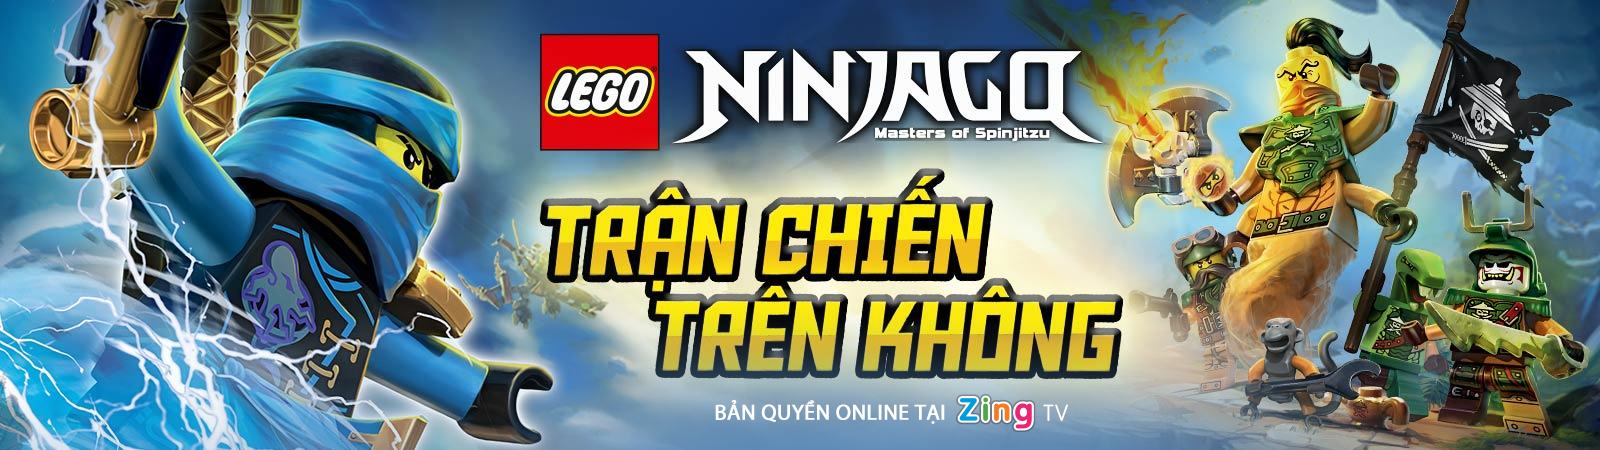 LEGO
NINJAGO
Masters of Spinjitzu
TRẬN CHIẾN
TRÊN KHÔNG
BẢN QUYỀN ONLINE TẠI Zing TV